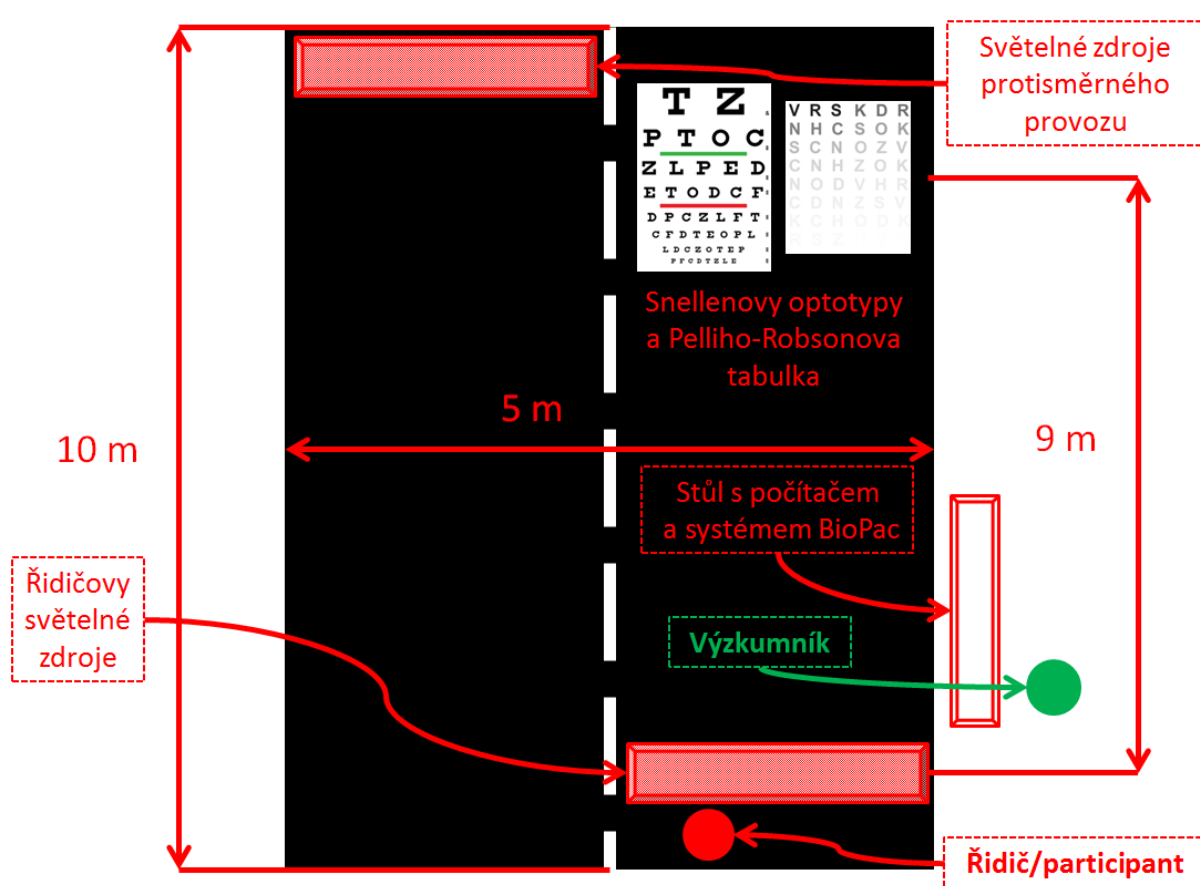 Světelné zdroje
protisměrného
provozu
T Z
P T O C
Z L P E D
E T O D C F
D P C Z L F T
C F D T E O P L
L D C Z O T E P
P F C D T Z L E
V R S K D R
N H C S O K
S C N O Z V
C N H Z O K
N O D V H R
C D N Z S V
K C H O D K
R S Z
Snellenovy optotypy
a Pelliho-Robsonova
tabulka
5 m
10 m
9 m
Stůl s počítačem
a systémem BioPac
Řidičovy
světelné
zdroje
Výzkumník
Řidič/participant